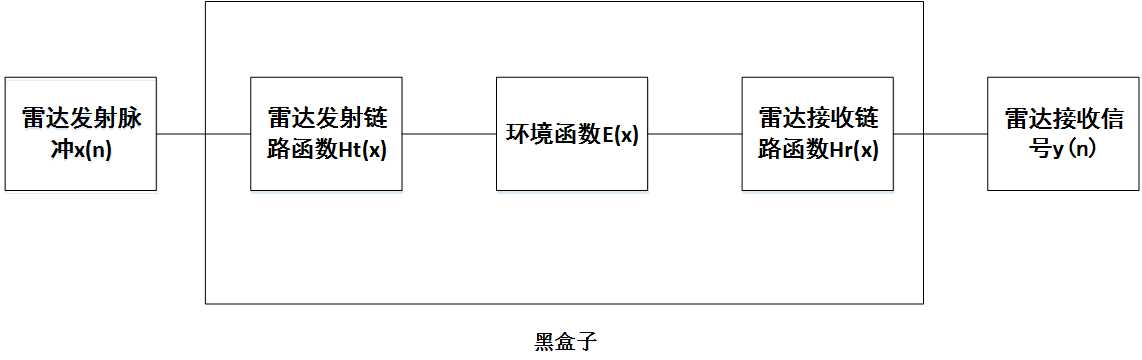 雷达发射脉
冲x(n)
雷达发射链
路函数Ht(x)
环境函数E(x)
雷达接收链
路函数Hr(x)
雷达接收信
号y(n)
黑盒子